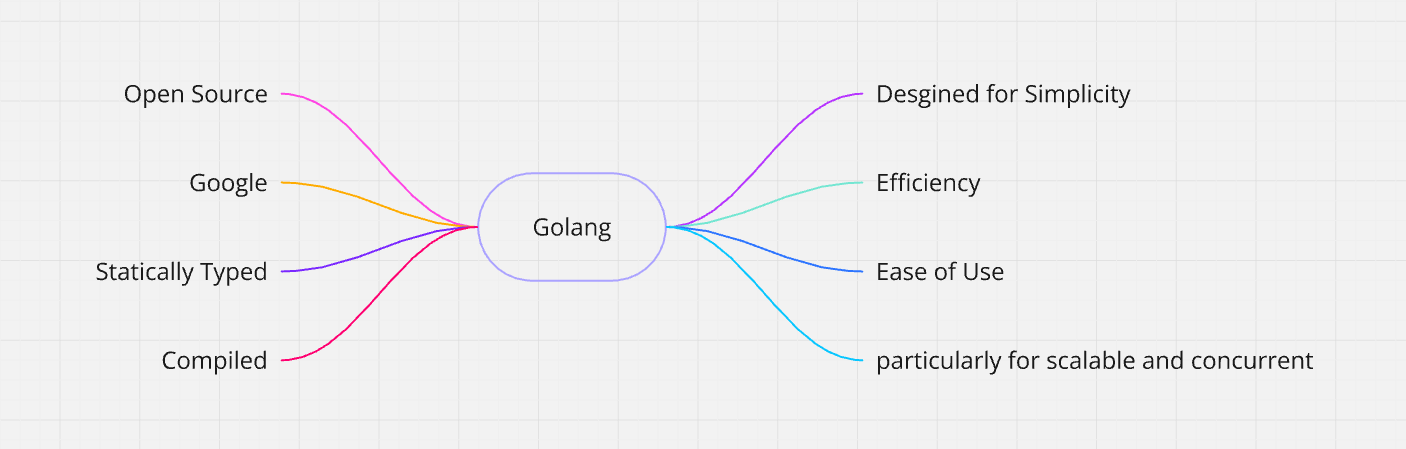 Open Source
Google
Statically Typed
Compiled
Golang
Desgined for Simplicity
Efficiency
Ease of Use
particularly for scalable and concurrent